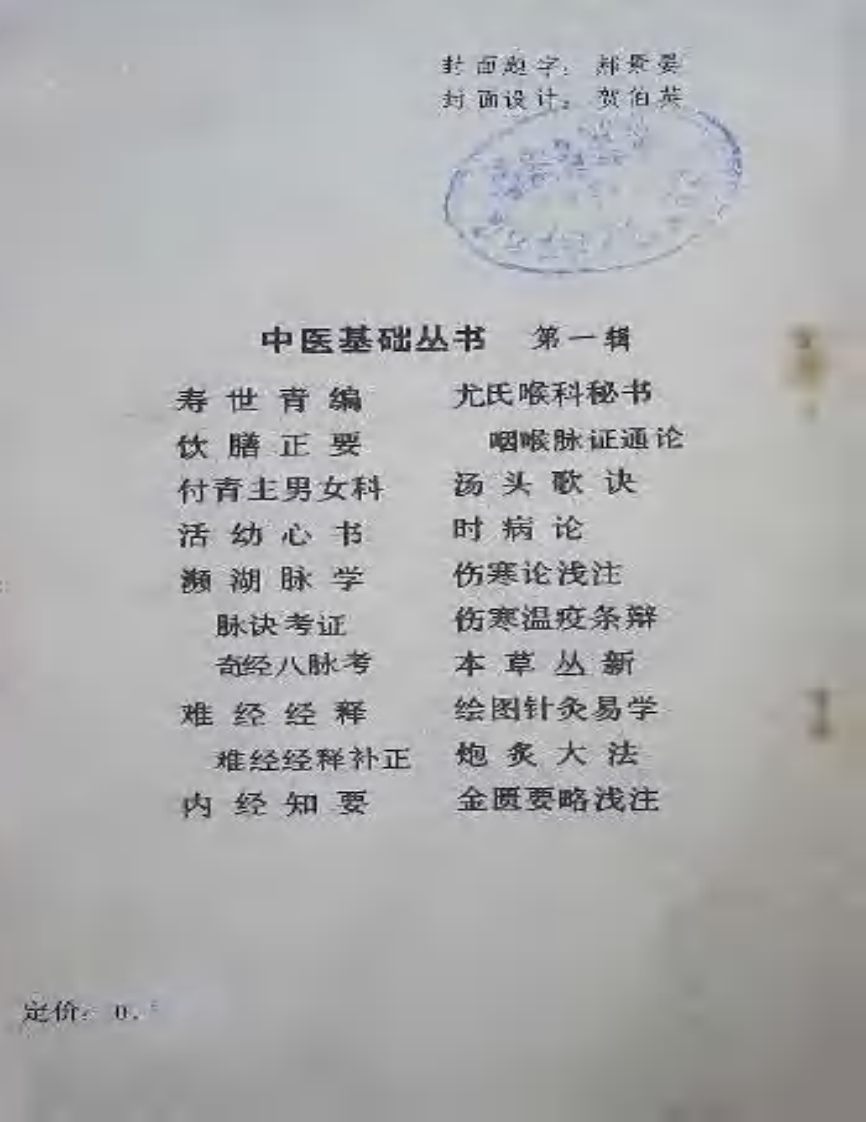 封面题字：郝景晏
封面设计：贺伯英
中医基础丛书 第一辑
寿世青编
饮膳正要
付青主男女科
活幼心书
濒湖脉学
脉诀考证
奇经八脉考
难经经释
难经经释补正
内经知要
尤氏喉科秘书
咽喉脉证通论
汤头歌诀
时病论
伤寒论浅注
伤寒温疫条辩
本草丛新
绘图针灸易学
炮炙大法
金匮要略浅注
定价：0.